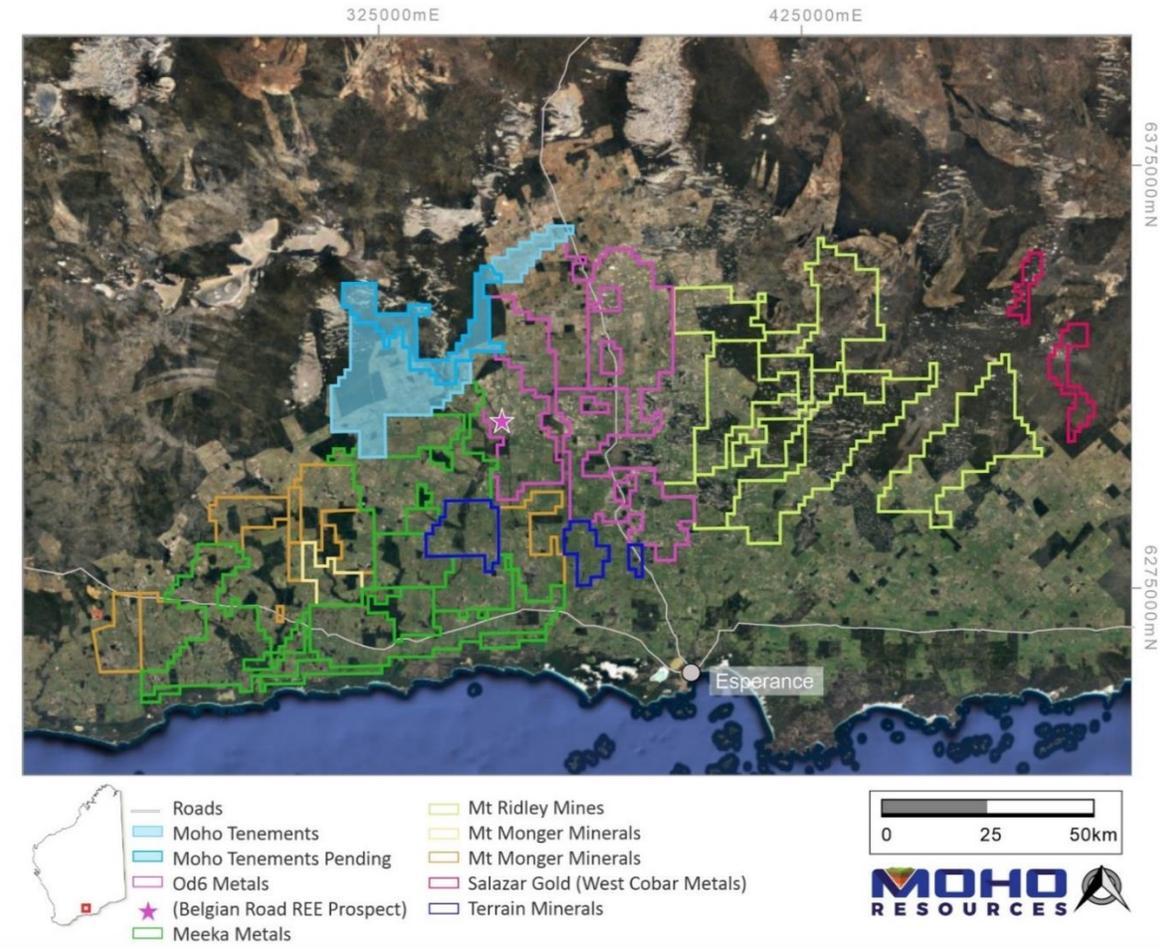 325000mE 425000mE
6375000mN
6275000mN
Esperance
Roads
Moho Tenements
Moho Tenements Pending
Od6 Metals
(Belgian Road REE Prospect)
Meeka Metals
Mt Ridley Mines
Mt Monger Minerals
Mt Monger Minerals
Salazar Gold (West Cobar Metals)
Terrain Minerals
0 25 50km
MOHO
RESOURCES